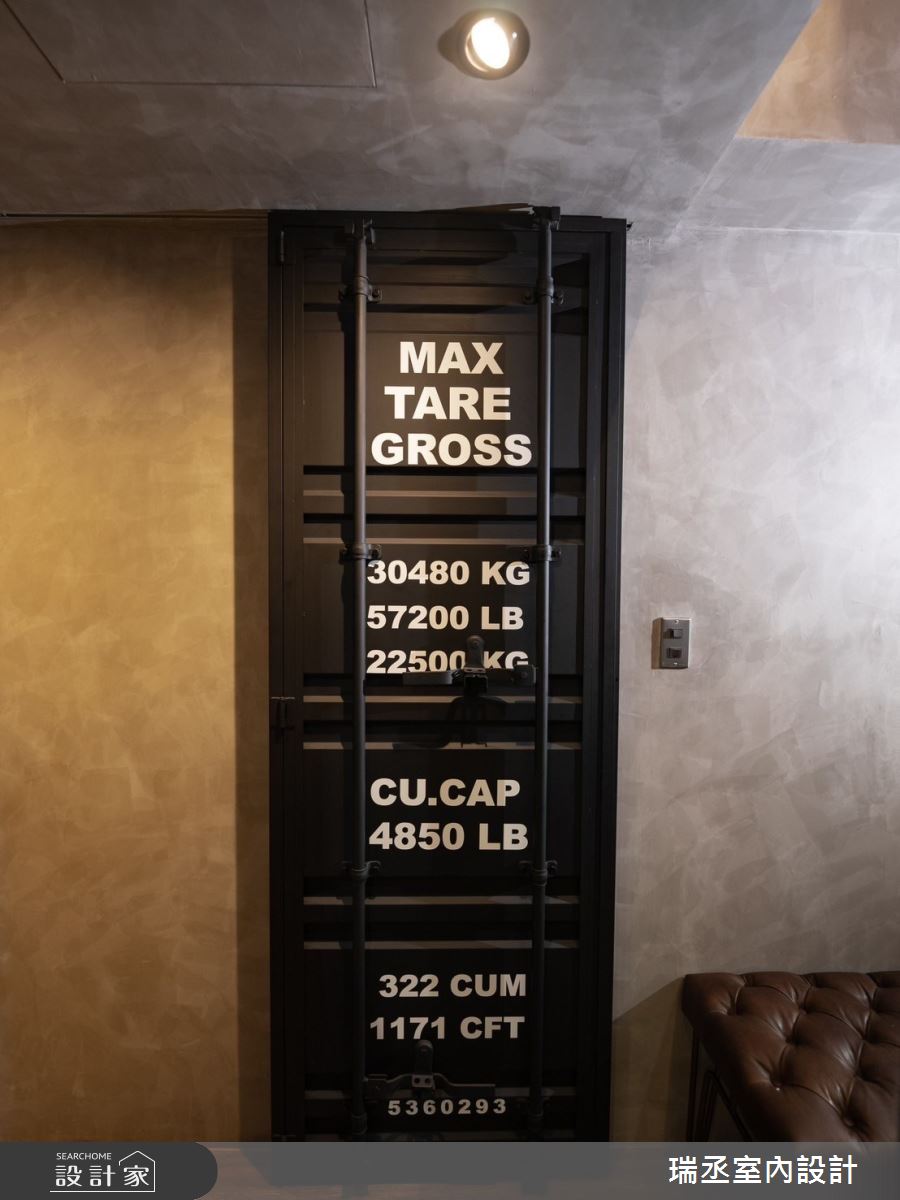 MAX
TARE
GROSS
30480 KG
57200 LB
22500 KG
CU.CAP
4850 LB
322 CUM
1171 CFT
5360293
SEARCHOME
設計家
瑞丞室內設計